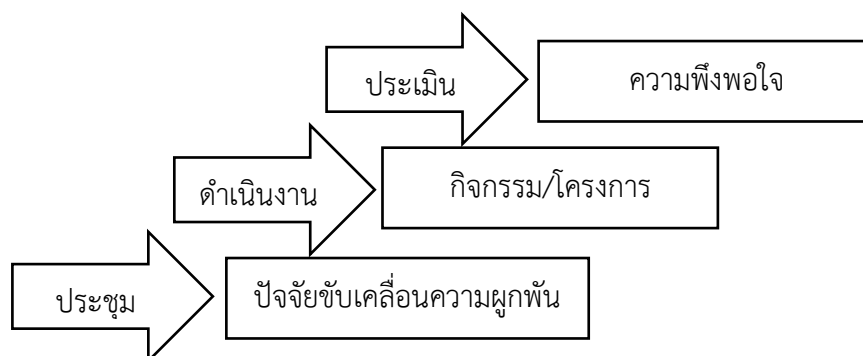 ประเมิน
ความพึงพอใจ
ดำเนินงาน
กิจกรรม/โครงการ
ประชุม
ปัจจัยขับเคลื่อนความผูกพัน